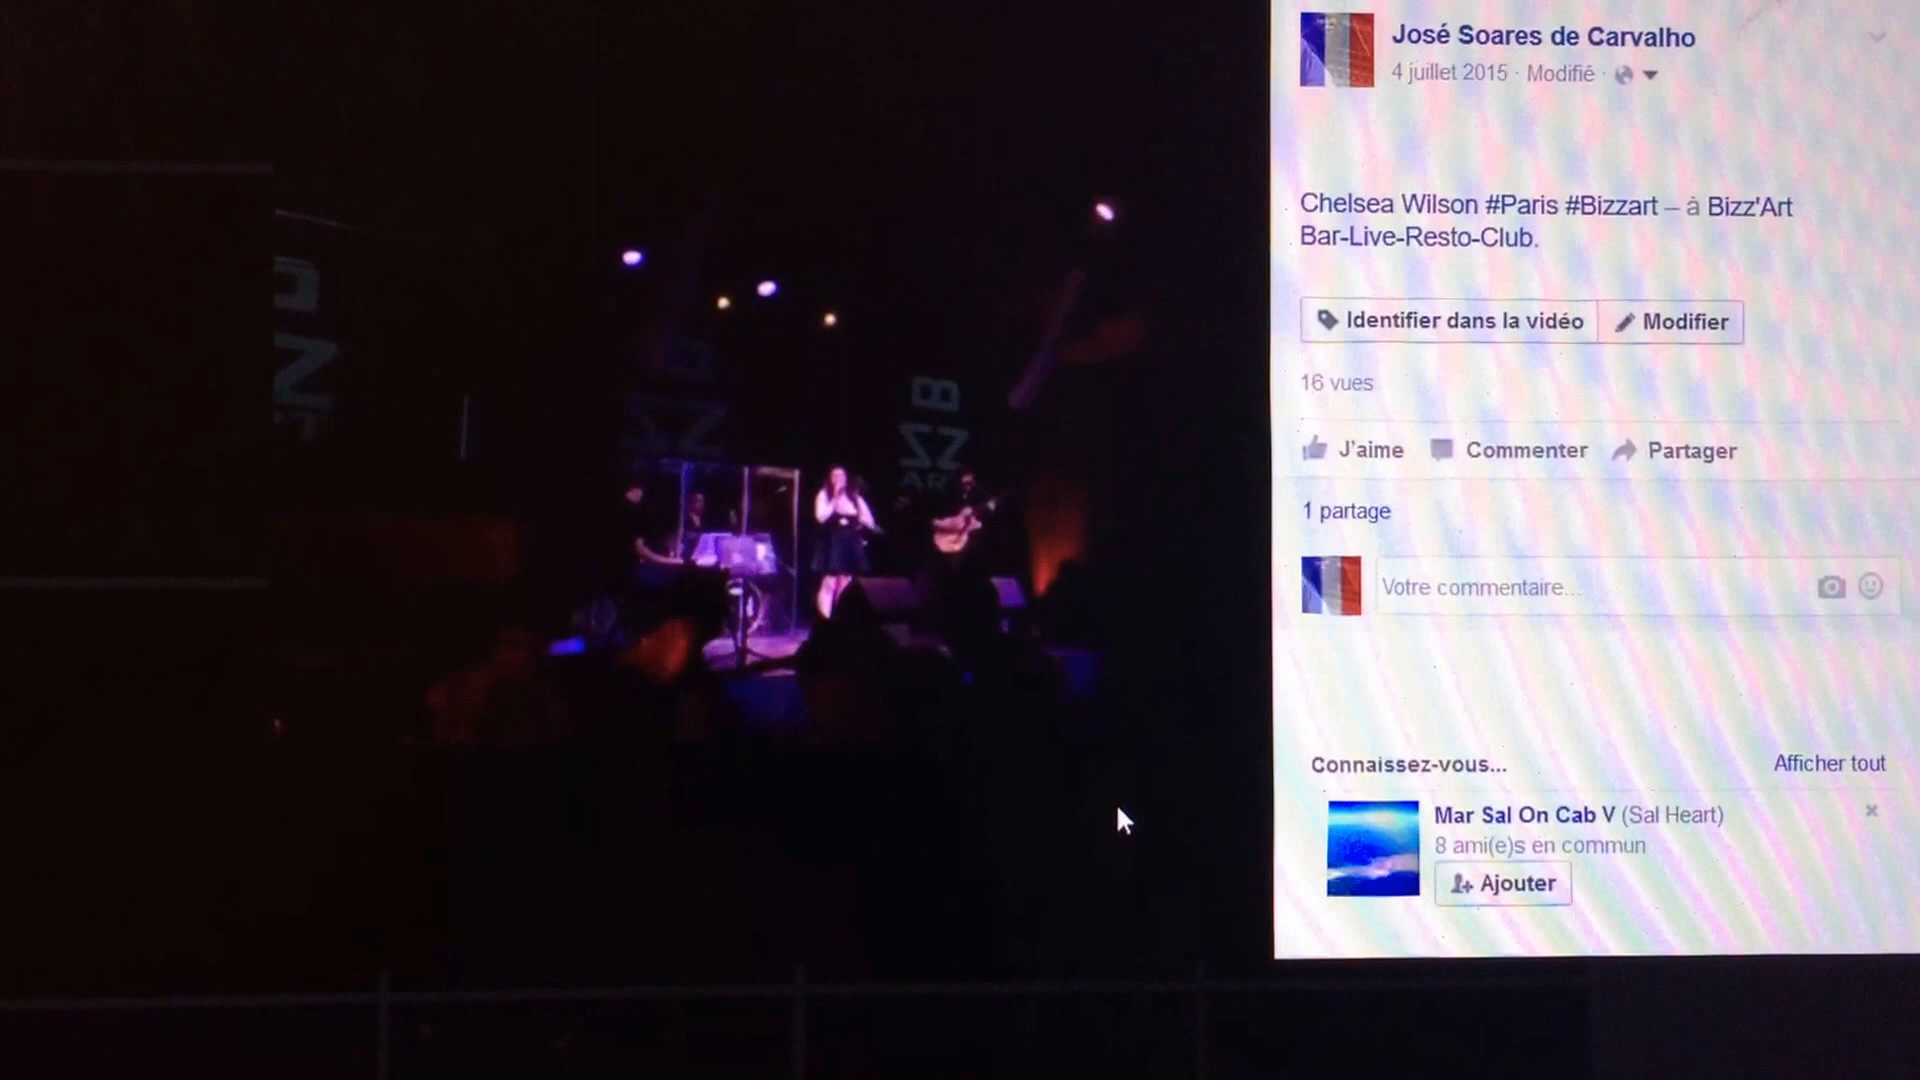 BIZZ
ART
José Soares de Carvalho
4 juillet 2015 · Modifié ·
Chelsea Wilson #Paris #Bizzart – à Bizz'Art
Bar-Live-Resto-Club.
Identifier dans la vidéo
Modifier
16 vues
J'aime Commenter Partager
1 partage
Votre commentaire...
Connaissez-vous... Afficher tout
Mar Sal On Cab V (Sal Heart)
8 ami(e)s en commun
Ajouter